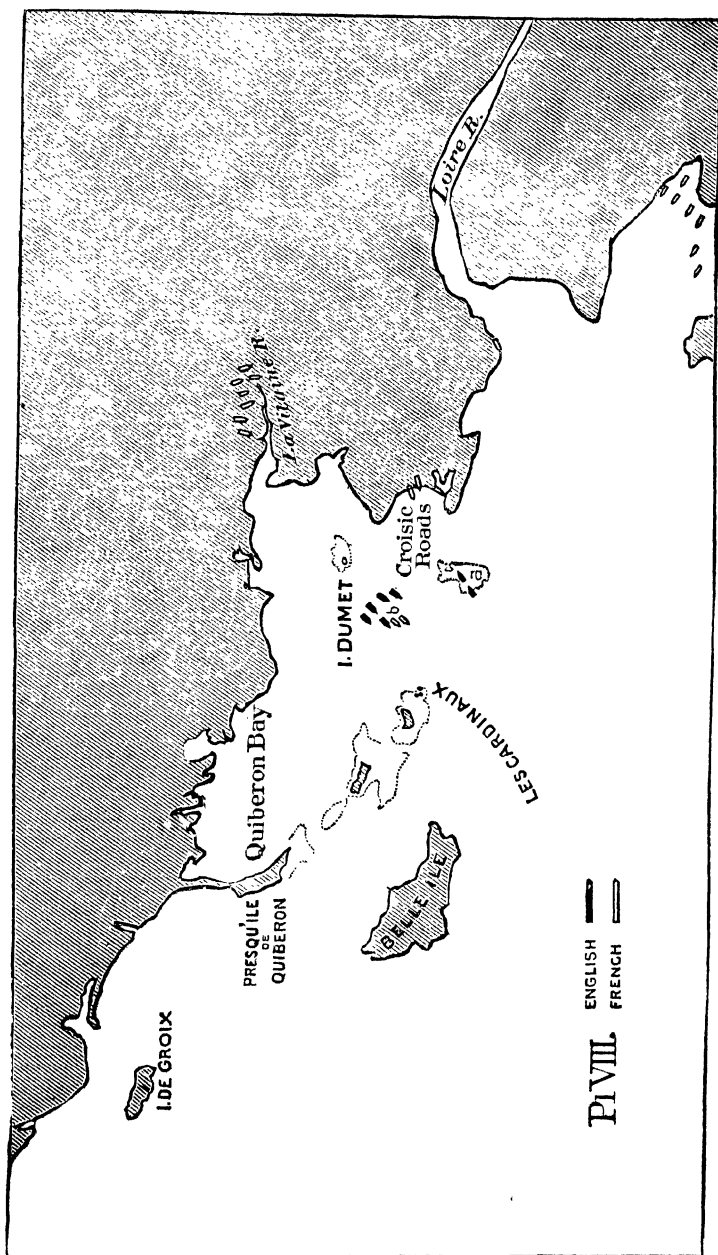 I. DE GROIX
PRESQU'ILE
DE
QUIBERON
Quiberon Bay
BELLE ILE
LES CARDINAUX
I. DUMET
b
Croisic
Roads
a
La Vilaine R.
Loire R.
Pl VIII.
ENGLISH
FRENCH